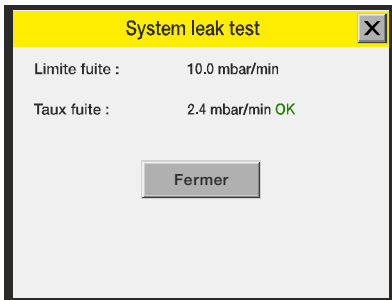 System leak test X
Limite fuite : 10.0 mbar/min
Taux fuite : 2.4 mbar/min OK
Fermer